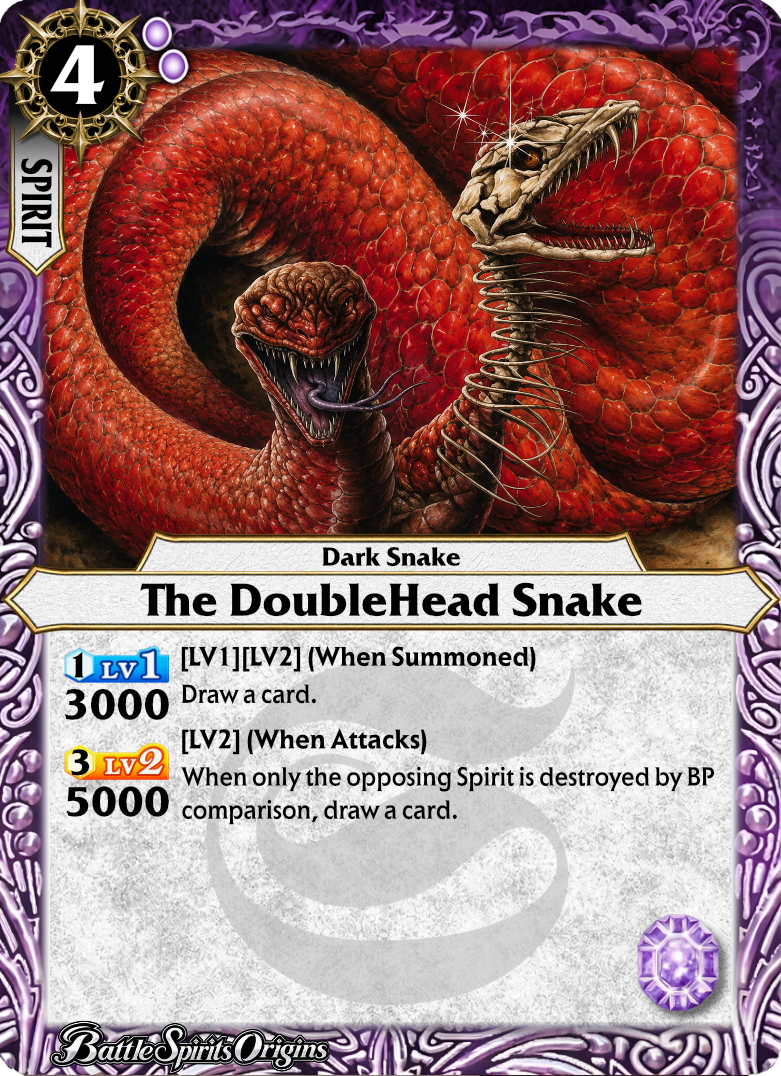 4
SPIRIT
Dark Snake
The DoubleHead Snake
1 LV1
3000
[LV1][LV2] (When Summoned)
Draw a card.
3 LV2
5000
[LV2] (When Attacks)
When only the opposing Spirit is destroyed by BP
comparison, draw a card.
Battle Spirits Origins